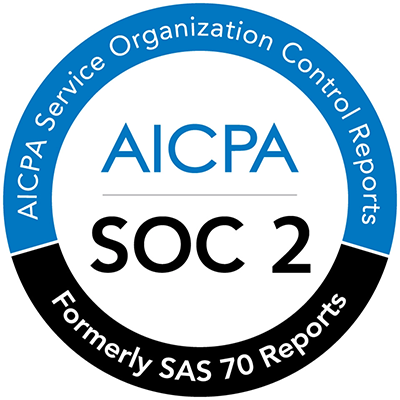 AICPA Service Organization Control Reports
AICPA
SOC 2
Formerly SAS 70 Reports